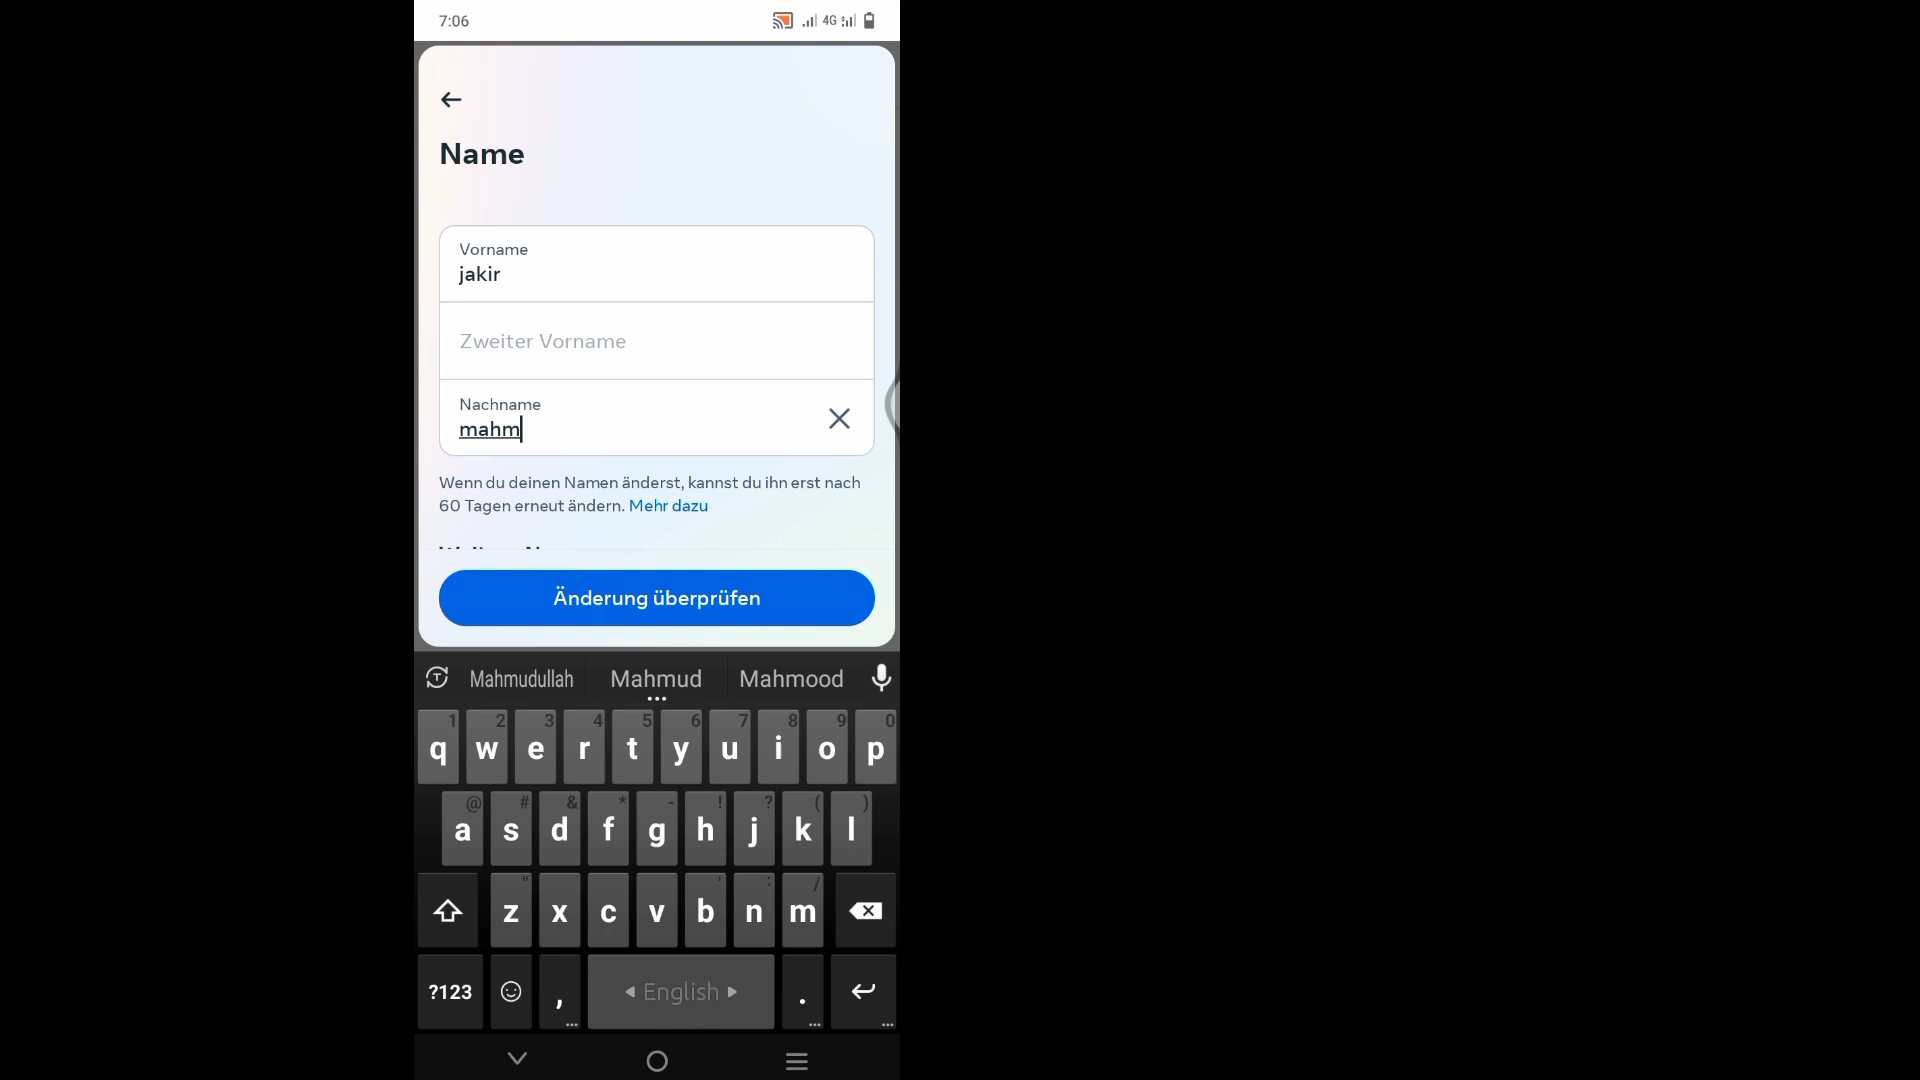 7:06
4G
Name
Vorname
jakir
Zweiter Vorname
Nachname
mahm
Wenn du deinen Namen änderst, kannst du ihn erst nach
60 Tagen erneut ändern. Mehr dazu
Änderung überprüfen
Mahmudullah Mahmud Mahmood
1 2 3 4 5 6 7 8 9 0
q w e r t y u i o p
@ # & * - ! ? ( )
a s d f g h j k l
" ' : /
z x c v b n m
?123 , English .